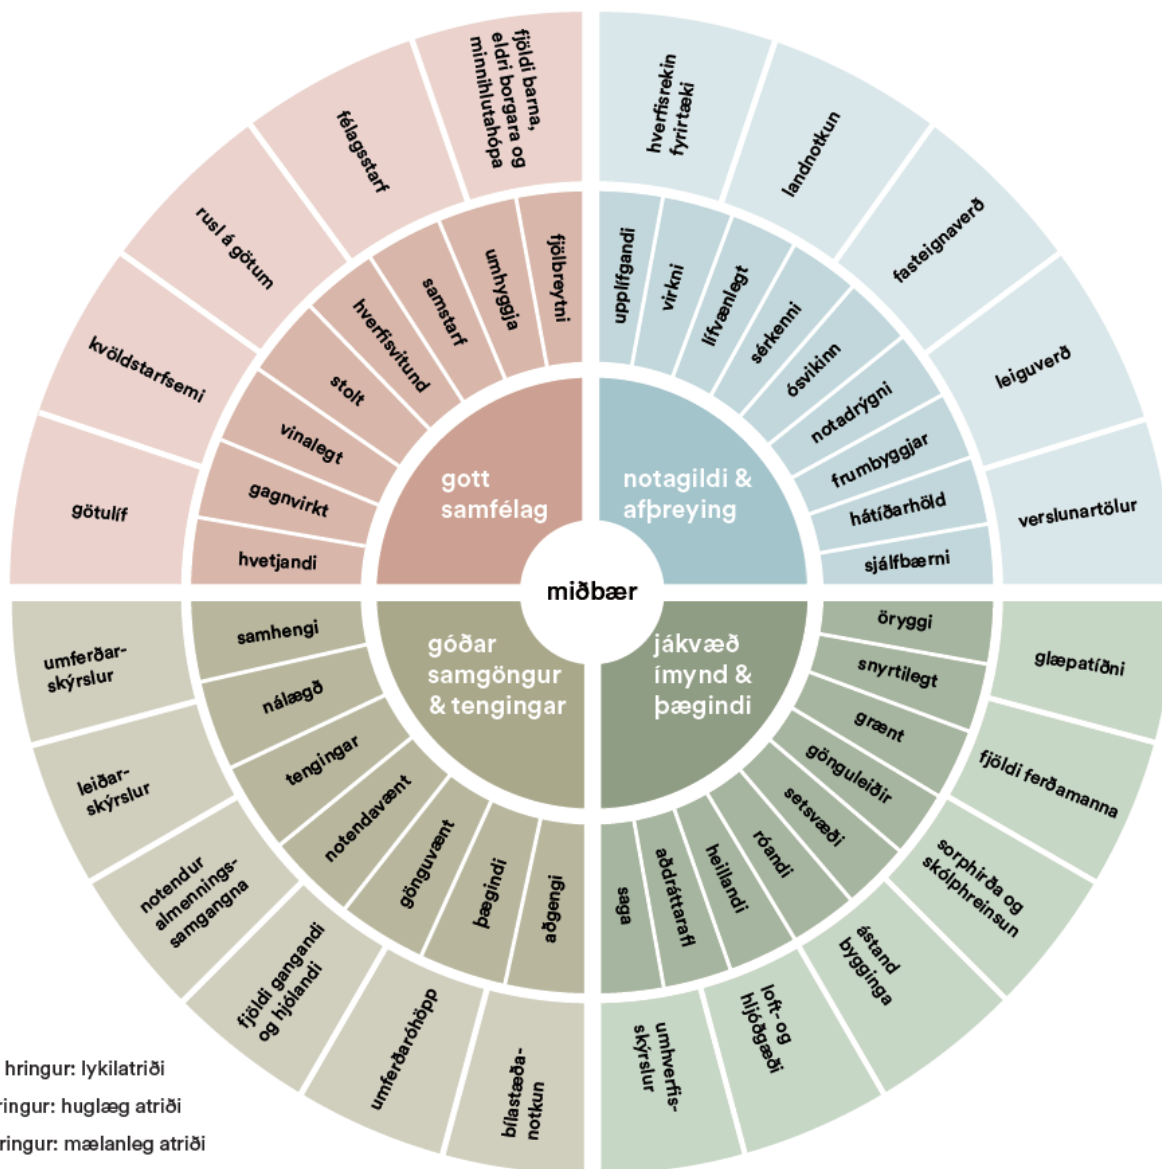 fjöldi barna,
eldri borgara og
minnihlutahópa
félagsstarf
rusl á götum
kvöldstarfsemi
götulíf
hverfisrekin
fyrirtæki
landnotkun
fasteignaverð
leiguverð
verslunartölur
fjölbreytni
umhyggja
samstarf
hverfisvitund
stolt
vinalegt
gagnvirkt
hvetjandi
upplífgandi
virkni
lífvænlegt
sérkenni
ósvikinn
notadrýgni
frumbyggjar
hátíðarhöld
sjálfbærni
gott
samfélag
notagildi &
afþreying
miðbær
góðar
samgöngur
& tengingar
jákvæð
ímynd &
þægindi
samhengi
nálægð
tengingar
notendavænt
gönguvænt
þægindi
aðgengi
öryggi
snyrtilegt
grænt
gönguleiðir
setsvæði
róandi
heillandi
aðdráttarafl
saga
umferðar-
skýrslur
leiðar-
skýrslur
notendur
almennings-
samgangna
fjöldi gangandi
og hjólandi
umferðaróhöpp
bílastæða-
notkun
glæpatíðni
fjöldi ferðamanna
sorphirða og
skólphreinsun
ástand
bygginga
loft- og
hljóðgæði
umhverfis-
skýrslur
hringur: lykilatriði
ringur: huglæg atriði
ringur: mælanleg atriði